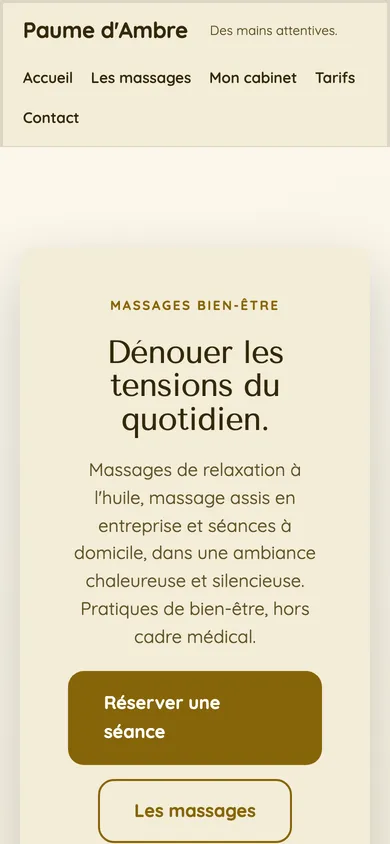 Paume d'Ambre
Des mains attentives.
Accueil Les massages Mon cabinet Tarifs
Contact
MASSAGES BIEN-ÊTRE
Dénouer les
tensions du
quotidien.
Massages de relaxation à
l'huile, massage assis en
entreprise et séances à
domicile, dans une ambiance
chaleureuse et silencieuse.
Pratiques de bien-être, hors
cadre médical.
Réserver une
séance
Les massages